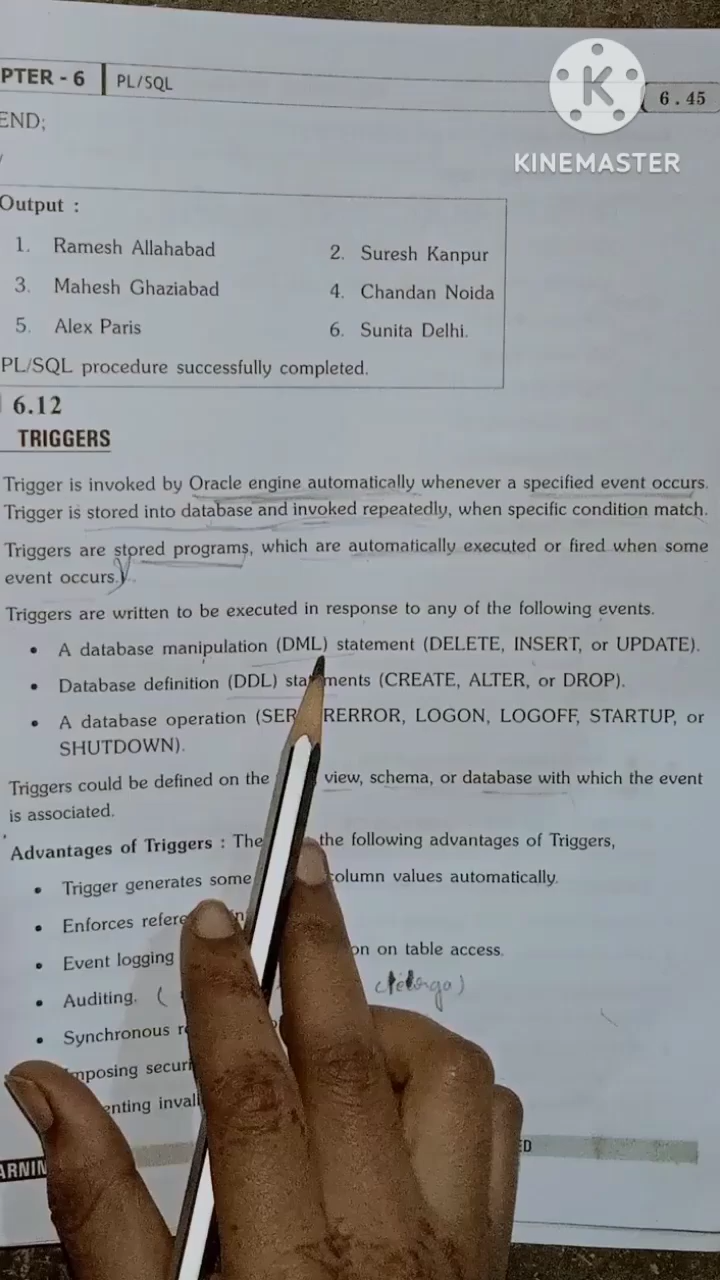 PTER - 6 PL/SQL 6 . 45
KINEMASTER
END;
/
Output :
1. Ramesh Allahabad 2. Suresh Kanpur
3. Mahesh Ghaziabad 4. Chandan Noida
5. Alex Paris 6. Sunita Delhi.
PL/SQL procedure successfully completed.
6.12
TRIGGERS
Trigger is invoked by Oracle engine automatically whenever a specified event occurs.
Trigger is stored into database and invoked repeatedly, when specific condition match.
Triggers are stored programs, which are automatically executed or fired when some
event occurs.
Triggers are written to be executed in response to any of the following events.
• A database manipulation (DML) statement (DELETE, INSERT, or UPDATE).
• Database definition (DDL) statements (CREATE, ALTER, or DROP).
• A database operation (SER RERROR, LOGON, LOGOFF, STARTUP, or
SHUTDOWN).
Triggers could be defined on the view, schema, or database with which the event
is associated.
Advantages of Triggers : The the following advantages of Triggers,
• Trigger generates some column values automatically.
• Enforces refere
• Event logging on on table access.
• Auditing. (
• Synchronous r
mposing securi
enting inval
ARNIN ED